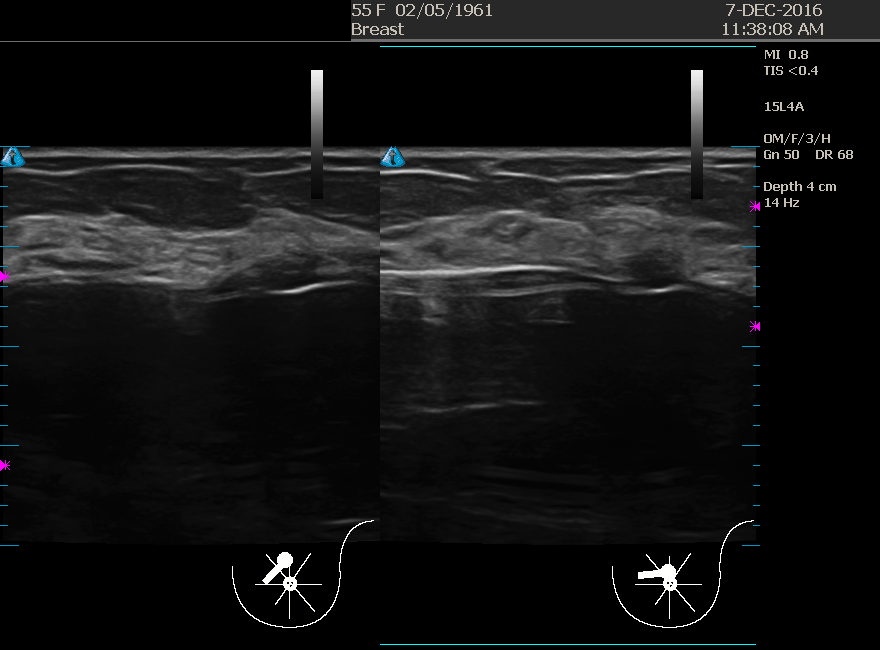 55 F 02/05/1961
7-DEC-2016
Breast
11:38:08 AM
MI 0.8
TIS <0.4
15L4A
OM/F/3/H
Gn 50 DR 68
Depth 4 cm
14 Hz